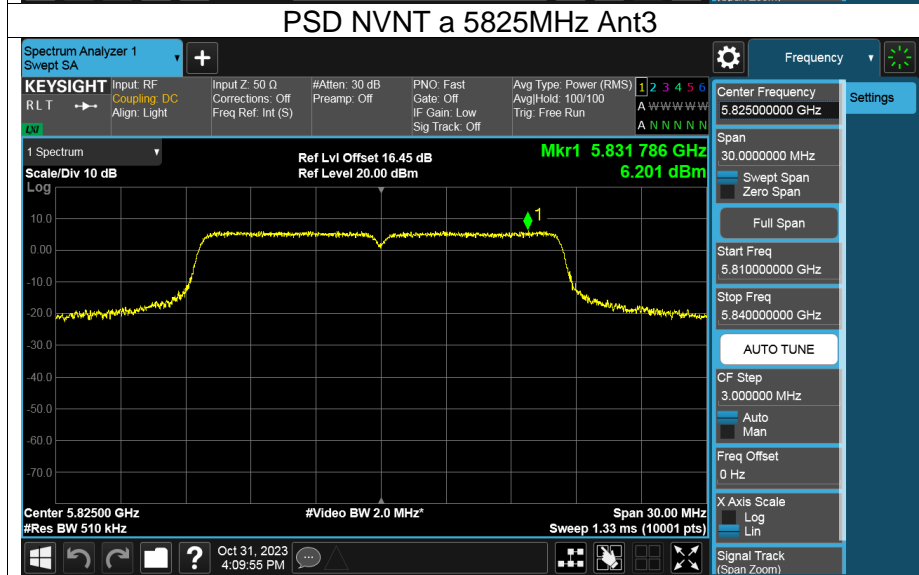 PSD NVNT a 5825MHz Ant3
Spectrum Analyzer 1
Swept SA
+
Frequency
KEYSIGHT
RLT
LXI
Input: RF
Coupling: DC
Align: Light
Input Z: 50 Ω
Corrections: Off
Freq Ref: Int (S)
#Atten: 30 dB
Preamp: Off
PNO: Fast
Gate: Off
IF Gain: Low
Sig Track: Off
Avg Type: Power (RMS)
Avg|Hold: 100/100
Trig: Free Run
1 2 3 4 5 6
A W W W W W
A N N N N N
1 Spectrum
Scale/Div 10 dB
Log
Ref Lvl Offset 16.45 dB
Ref Level 20.00 dBm
Mkr1 5.831 786 GHz
6.201 dBm
1
10.0
0.00
-10.0
-20.0
-30.0
-40.0
-50.0
-60.0
-70.0
Center 5.82500 GHz
#Res BW 510 kHz
#Video BW 2.0 MHz*
Span 30.00 MHz
Sweep 1.33 ms (10001 pts)
?
Oct 31, 2023
4:09:55 PM
Center Frequency
5.825000000 GHz
Settings
Span
30.0000000 MHz
Swept Span
Zero Span
Full Span
Start Freq
5.810000000 GHz
Stop Freq
5.840000000 GHz
AUTO TUNE
CF Step
3.000000 MHz
Auto
Man
Freq Offset
0 Hz
X Axis Scale
Log
Lin
Signal Track
(Span Zoom)